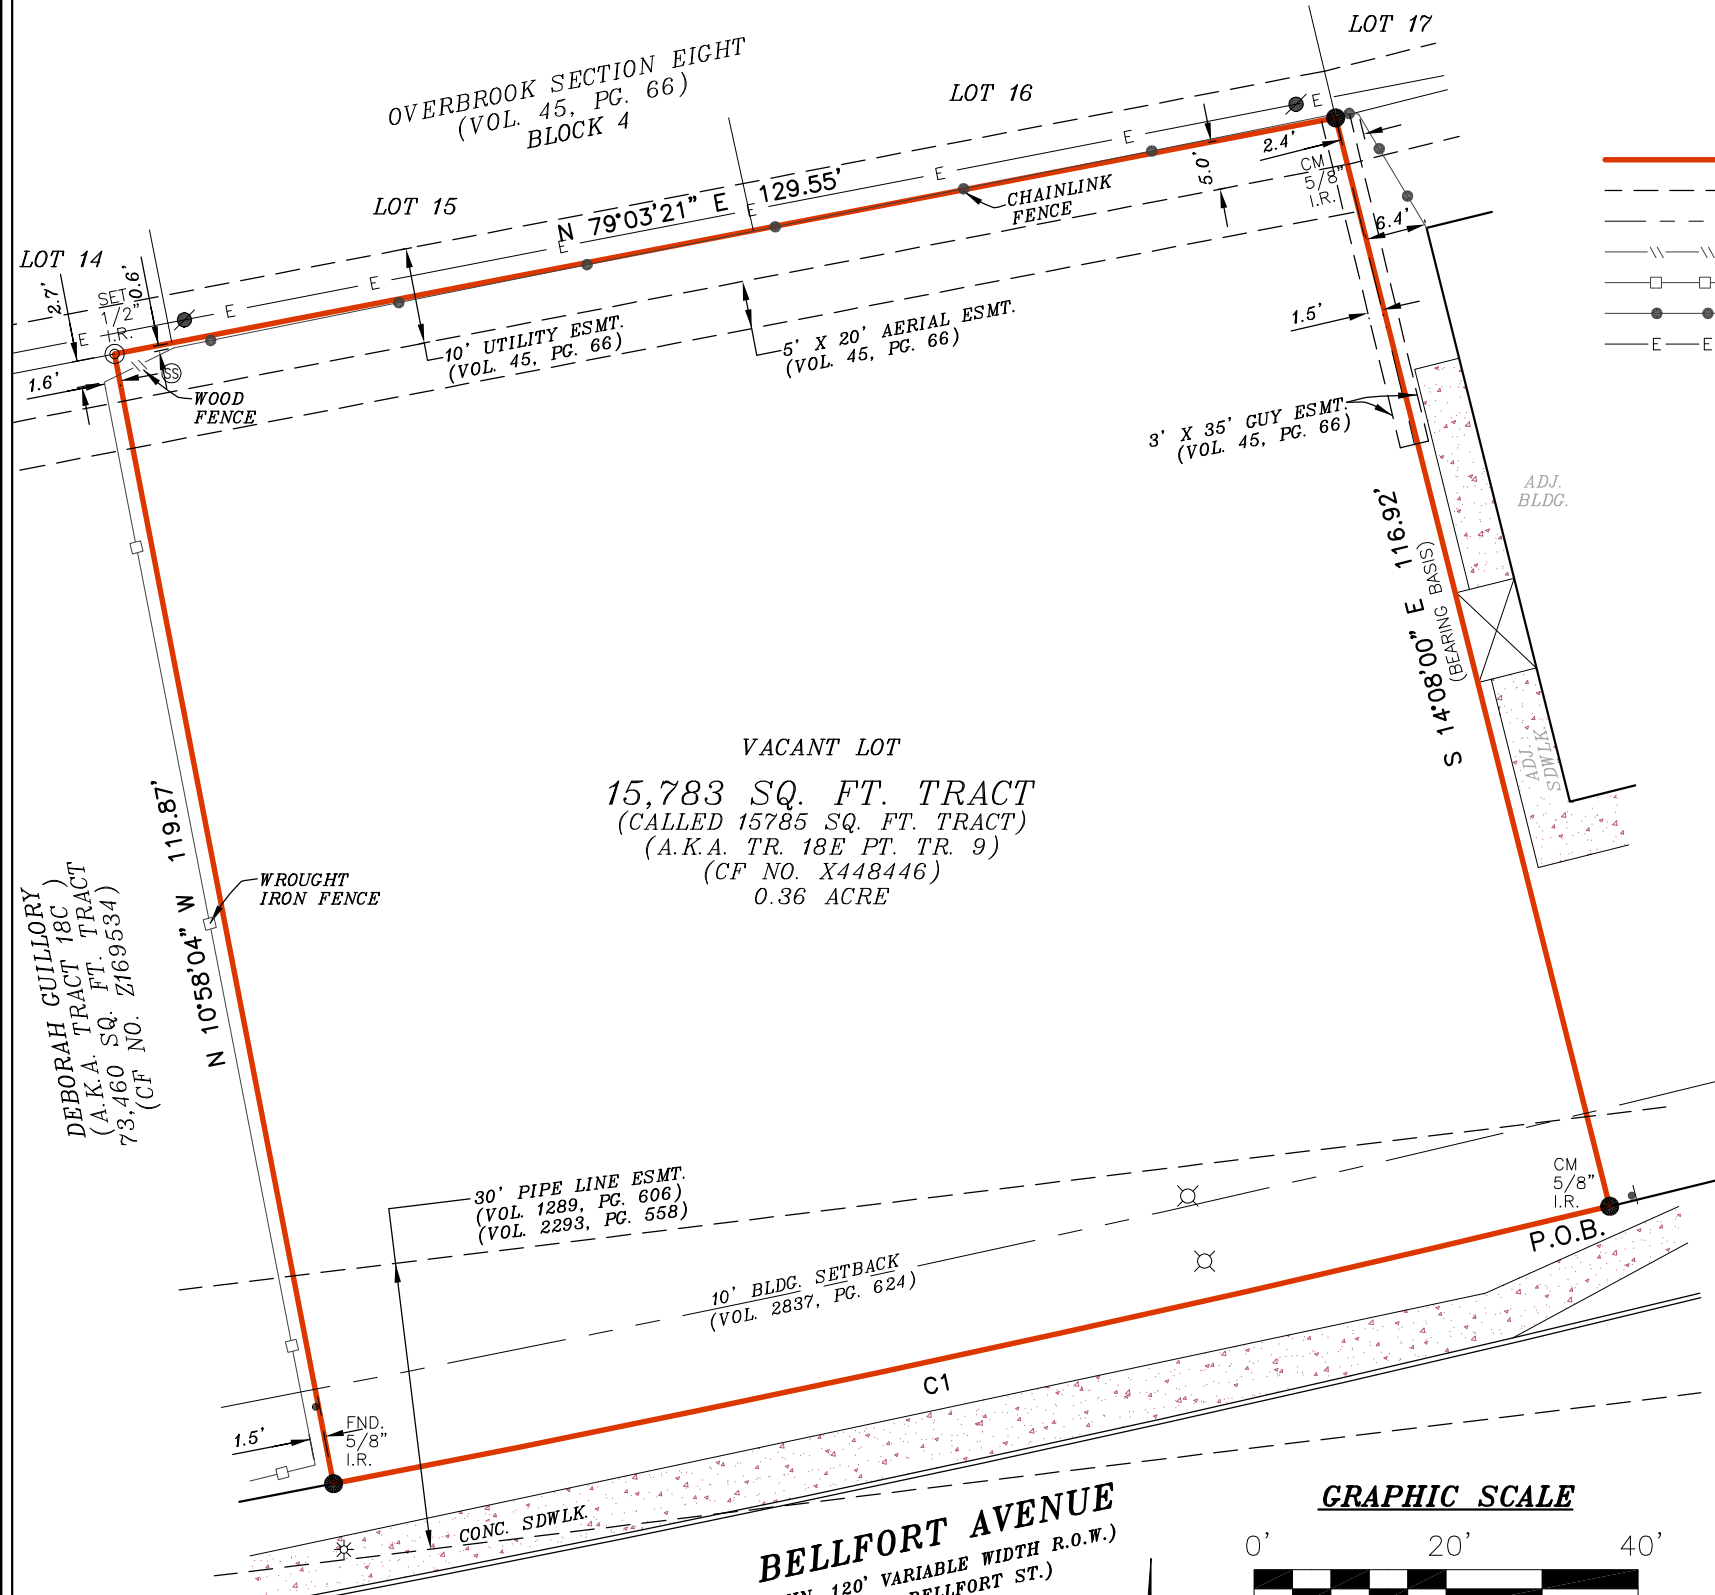 LOT 17
OVERBROOK SECTION EIGHT
(VOL. 45, PG. 66)
BLOCK 4
LOT 16
E
E
E
2.4'
5.0'
CM
5/8"
I.R.
CHAINLINK
FENCE
LOT 15
N 79°03'21" E 129.55'
E
E
6.4'
LOT 14
2.7'
0.6'
SET
1/2"
I.R.
E
E
E
1.5'
E E
10' UTILITY ESMT.
(VOL. 45, PG. 66)
5' X 20' AERIAL ESMT.
(VOL. 45, PG. 66)
1.6'
SS
WOOD
FENCE
3' X 35' GUY ESMT.
(VOL. 45, PG. 66)
ADJ.
BLDG.
S 14°08'00" E 116.92'
(BEARING BASIS)
VACANT LOT
15,783 SQ. FT. TRACT
(CALLED 15785 SQ. FT. TRACT)
(A.K.A. TR. 18E PT. TR. 9)
(CF NO. X448446)
0.36 ACRE
ADJ.
SDWLK
N 10°58'04" W 119.87'
WROUGHT
IRON FENCE
DEBORAH GUILLORY
(A.K.A. TRACT 18C )
73,460 SQ. FT. TRACT
(CF NO. Z169534)
30' PIPE LINE ESMT.
(VOL. 1289, PG. 606)
(VOL. 2293, PG. 558)
CM
5/8"
I.R.
P.O.B.
10' BLDG. SETBACK
(VOL. 2837, PG. 624)
C1
1.5'
FND.
5/8"
I.R.
CONC. SDWLK.
BELLFORT AVENUE
120' VARIABLE WIDTH R.O.W.)
BELLFORT ST.)
GRAPHIC SCALE
0' 20' 40'